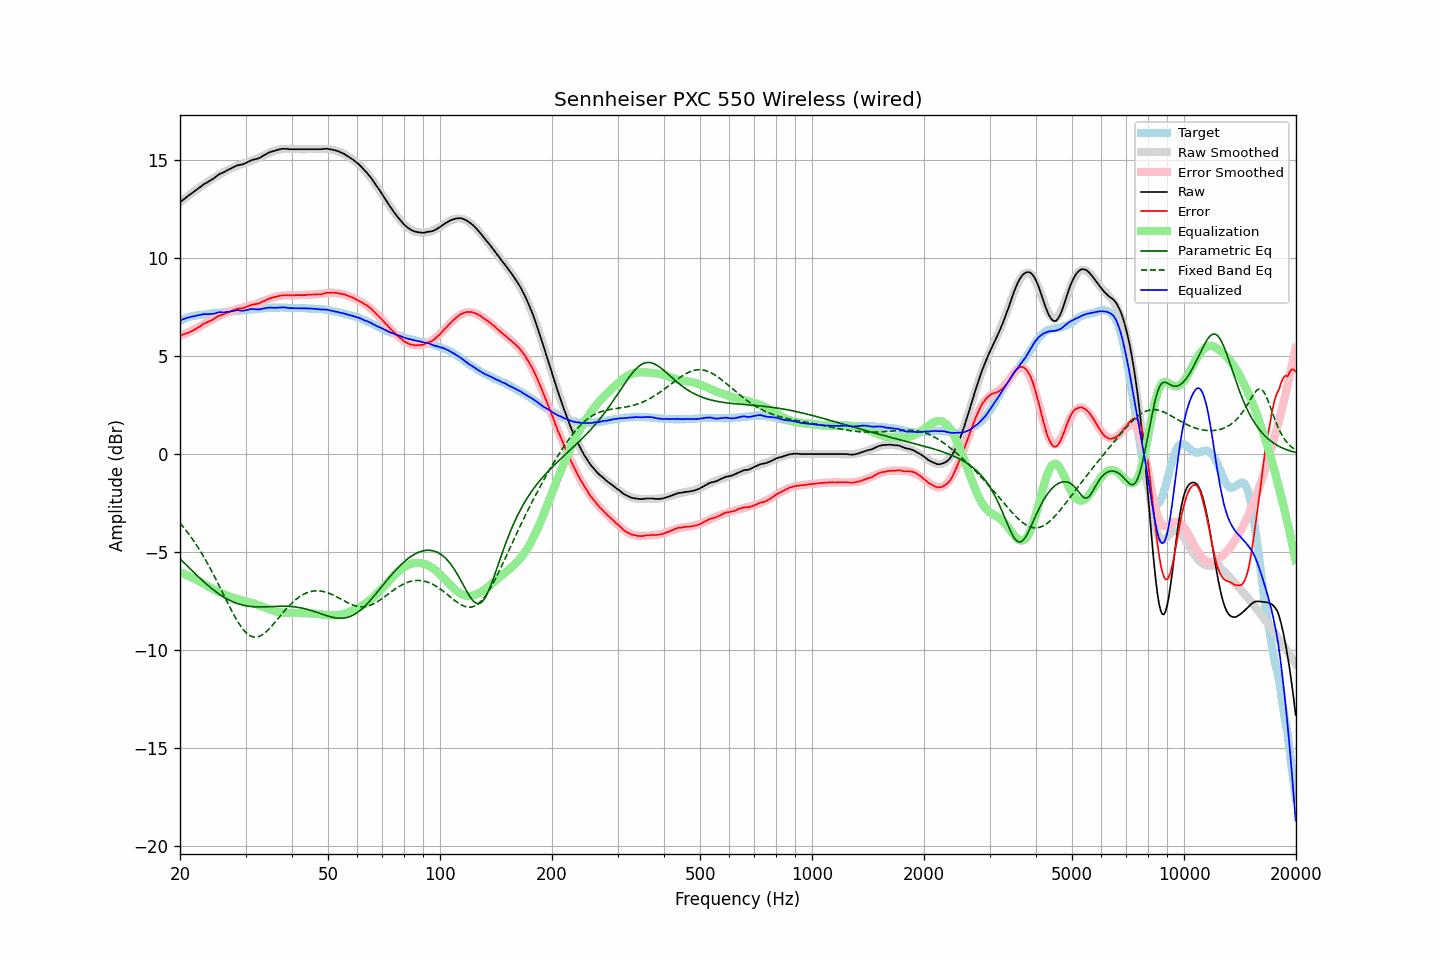 Sennheiser PXC 550 Wireless (wired)
Target
Raw Smoothed
Error Smoothed
Raw
Error
Equalization
Parametric Eq
Fixed Band Eq
Equalized
15
10
5
0
−5
−10
−15
−20
Amplitude (dBr)
20 50 100 200 500 1000 2000 5000 10000 20000
Frequency (Hz)